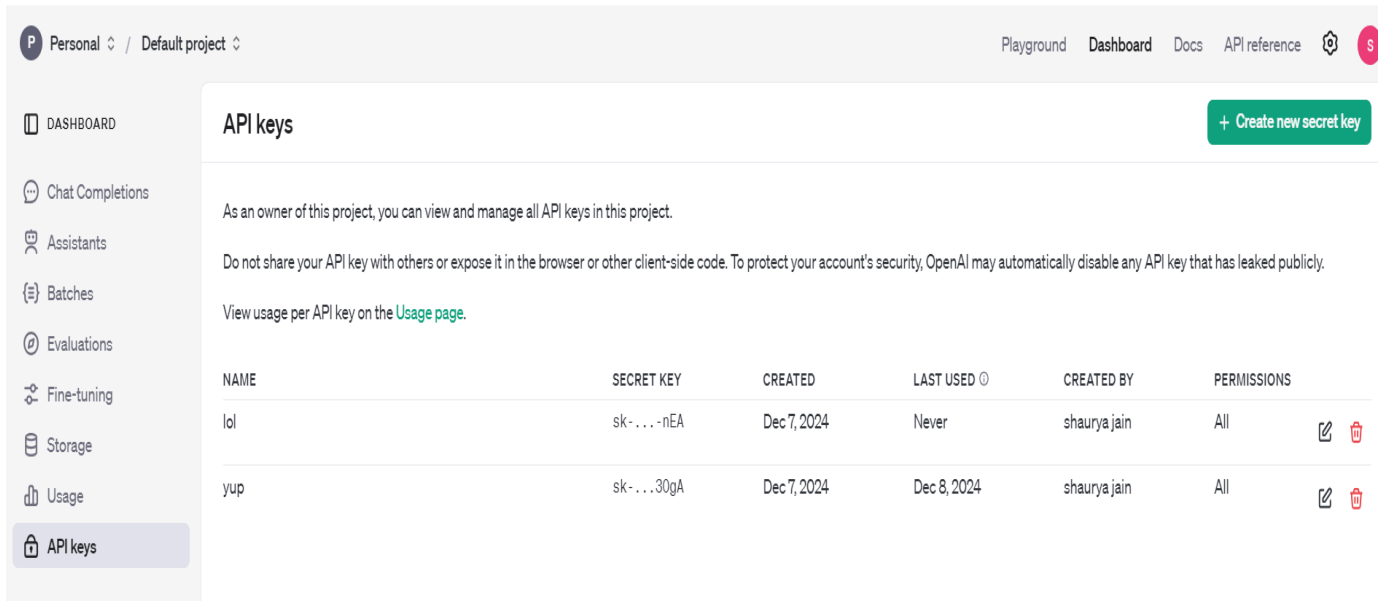 P Personal / Default project
Playground Dashboard Docs API reference S
DASHBOARD
Chat Completions
Assistants
Batches
Evaluations
Fine-tuning
Storage
Usage
API keys
API keys
+ Create new secret key
As an owner of this project, you can view and manage all API keys in this project.
Do not share your API key with others or expose it in the browser or other client-side code. To protect your account's security, OpenAI may automatically disable any API key that has leaked publicly.
View usage per API key on the Usage page.
NAME SECRET KEY CREATED LAST USED CREATED BY PERMISSIONS
lol sk-...-nEA Dec 7, 2024 Never shaurya jain All
yup sk-...30gA Dec 7, 2024 Dec 8, 2024 shaurya jain All